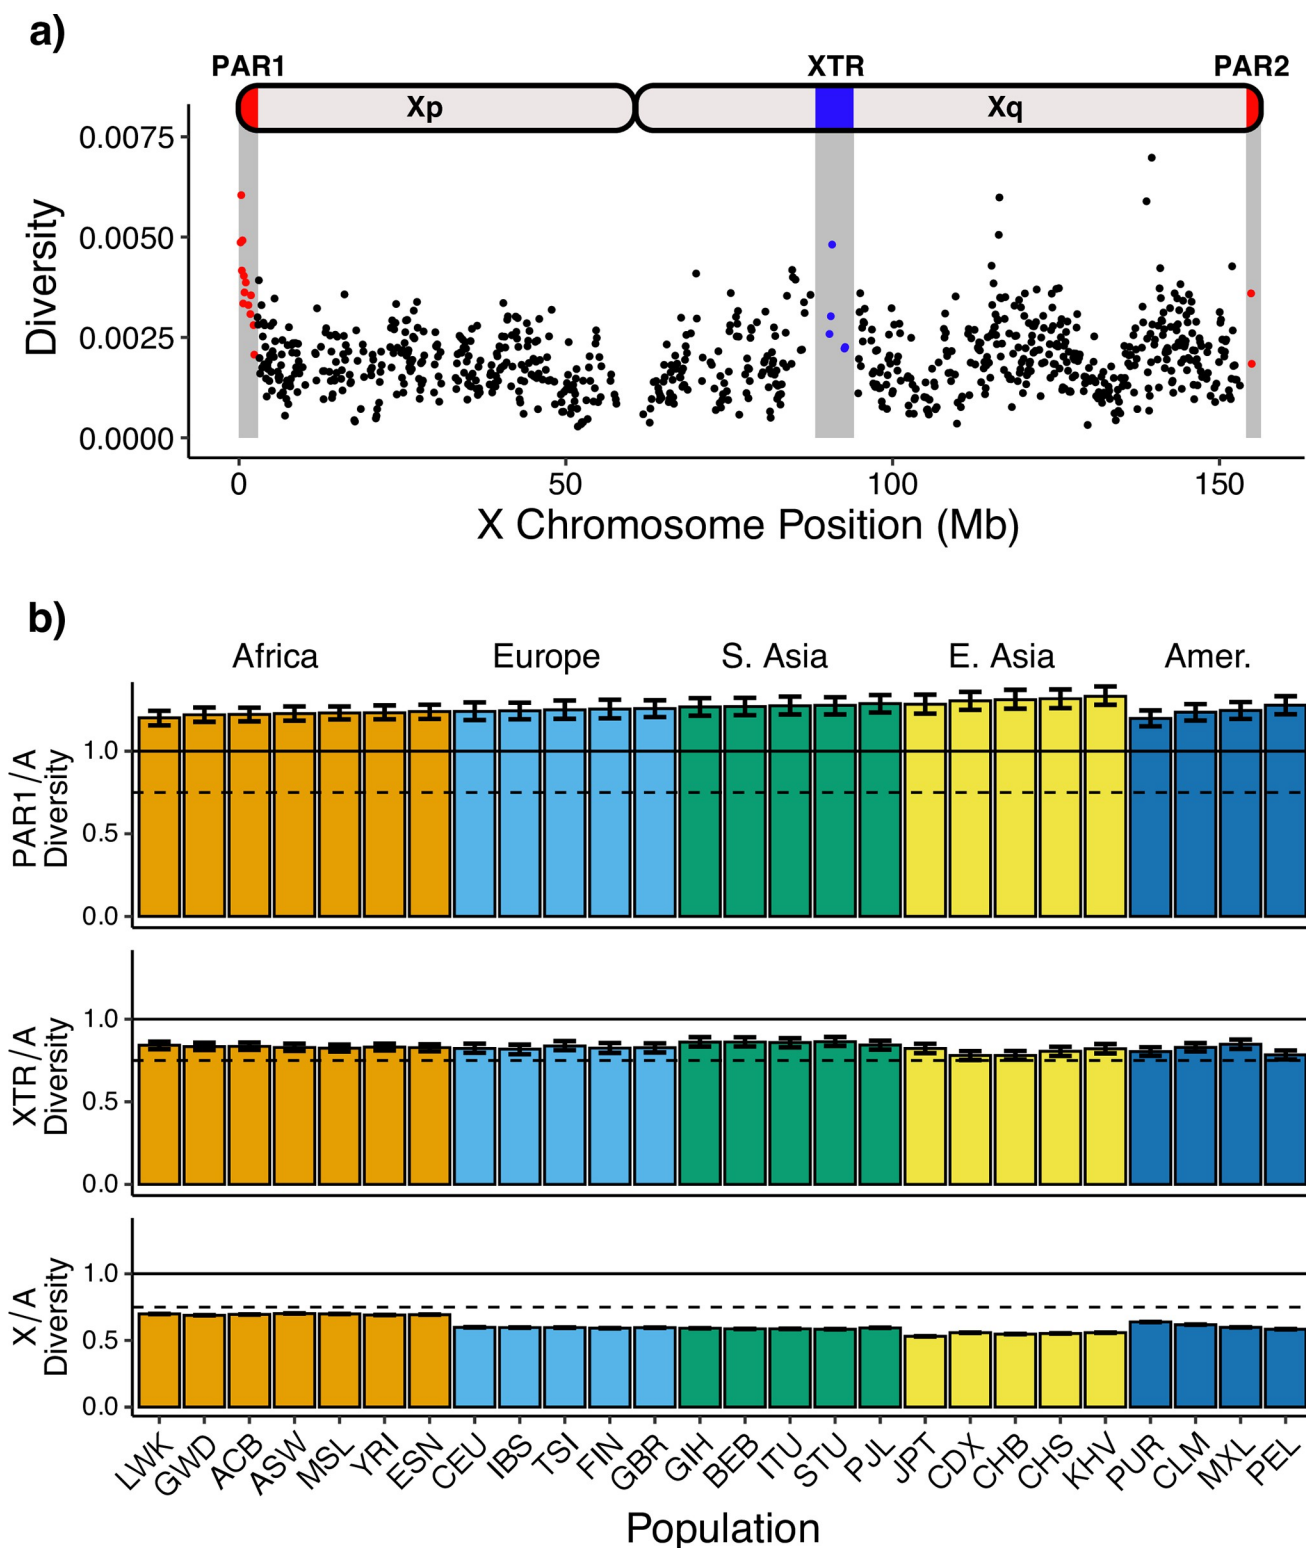 a)
PAR1 XTR PAR2
Xp Xq
0.0075
0.0050
0.0025
0.0000
Diversity
0 50 100 150
X Chromosome Position (Mb)
b)
Africa Europe S. Asia E. Asia Amer.
PAR1/A
Diversity
1.0
0.5
0.0
XTR/A
Diversity
1.0
0.5
0.0
X/A
Diversity
1.0
0.5
0.0
LWK GWD ACB ASW MSL YRI ESN CEU IBS TSI FIN GBR GIH BEB ITU STU PJL JPT CDX CHB CHS KHV PUR CLM MXL PEL
Population